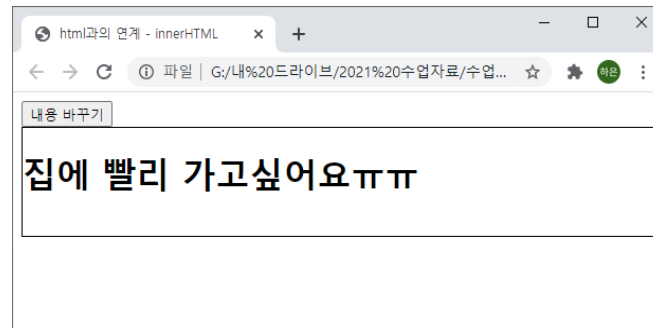 html과의 연계 - innerHTML
파일 | G:/내%20드라이브/2021%20수업자료/수업...
하은
내용 바꾸기
집에 빨리 가고싶어요ㅠㅠ